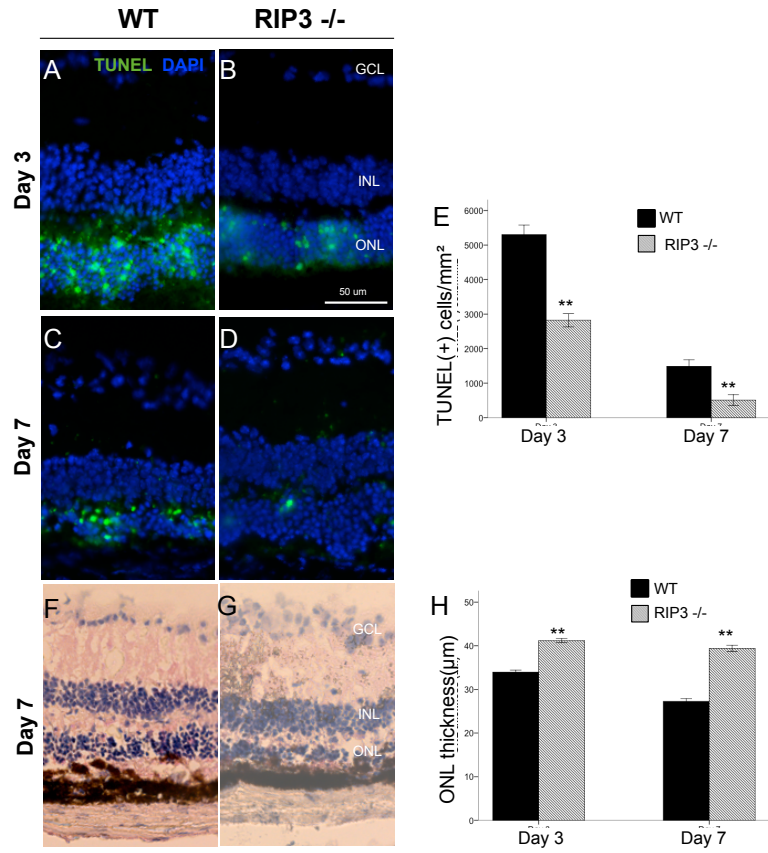 WT
RIP3 -/-
Day 3
A
TUNEL DAPI
B
GCL
INL
ONL
50 um
Day 7
C
D
Day 7
F
G
GCL
INL
ONL
E
WT
RIP3 -/-
TUNEL(+) cells/mm²
6000
5000
4000
3000
2000
1000
0
**
**
Day 3
Day 7
H
WT
RIP3 -/-
ONL thickness(µm)
50
40
30
20
10
0
**
**
Day 3
Day 7